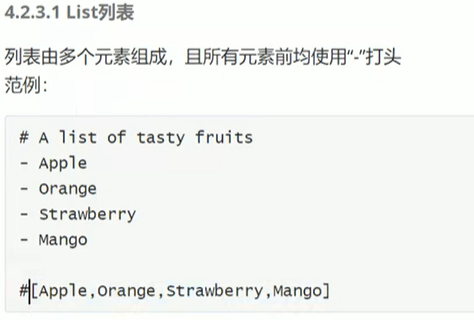 4.2.3.1 List列表
列表由多个元素组成，且所有元素前均使用“-”打头
范例：
# A list of tasty fruits
- Apple
- Orange
- Strawberry
- Mango
#[Apple,Orange,Strawberry,Mango]